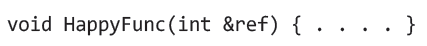 void HappyFunc(int &ref) { . . . . }